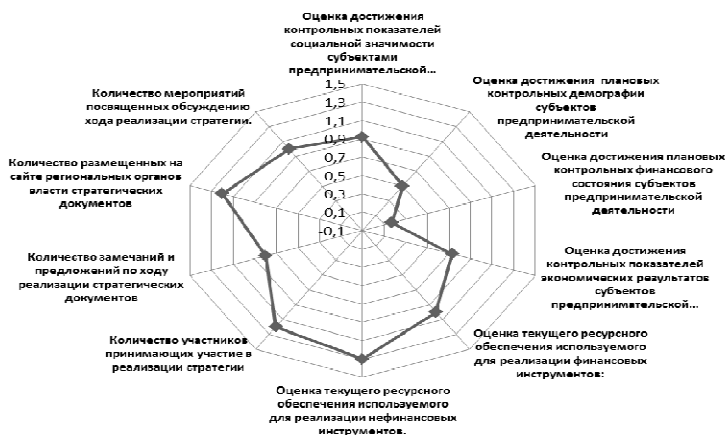 Оценка достижения
контрольных показателей
социальной значимости
субъектами
предпринимательской...
Оценка достижения плановых
контрольных демографии
субъектов
предпринимательской
деятельности
Оценка достижения плановых
контрольных финансового
состояния субъектов
предпринимательской
деятельности
Оценка достижения
контрольных показателей
экономических результатов
субъектов
предпринимательской...
Оценка текущего ресурсного
обеспечения используемого
для реализации финансовых
инструментов:
Оценка текущего ресурсного
обеспечения используемого
для реализации нефинансовых
инструментов.
Количество участников
принимающих участие в
реализации стратегии
Количество замечаний и
предложений по ходу
реализации стратегических
документов
Количество размещенных на
сайте региональных органов
власти стратегических
документов
Количество мероприятий
посвященных обсуждению
хода реализации стратегии.
1,5
1,3
1,1
0,9
0,7
0,5
0,3
0,1
-0,1